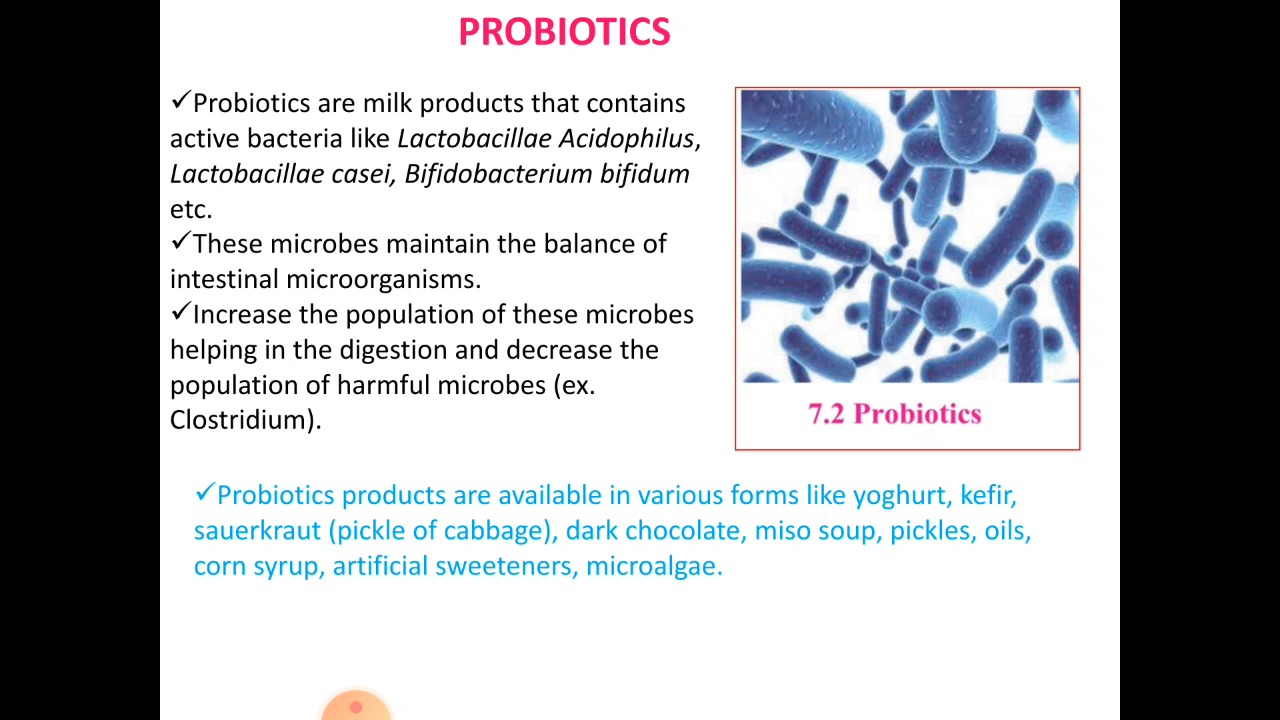 PROBIOTICS
✓Probiotics are milk products that contains
active bacteria like Lactobacillae Acidophilus,
Lactobacillae casei, Bifidobacterium bifidum
etc.
✓These microbes maintain the balance of
intestinal microorganisms.
✓Increase the population of these microbes
helping in the digestion and decrease the
population of harmful microbes (ex.
Clostridium).
7.2 Probiotics
✓Probiotics products are available in various forms like yoghurt, kefir,
sauerkraut (pickle of cabbage), dark chocolate, miso soup, pickles, oils,
corn syrup, artificial sweeteners, microalgae.